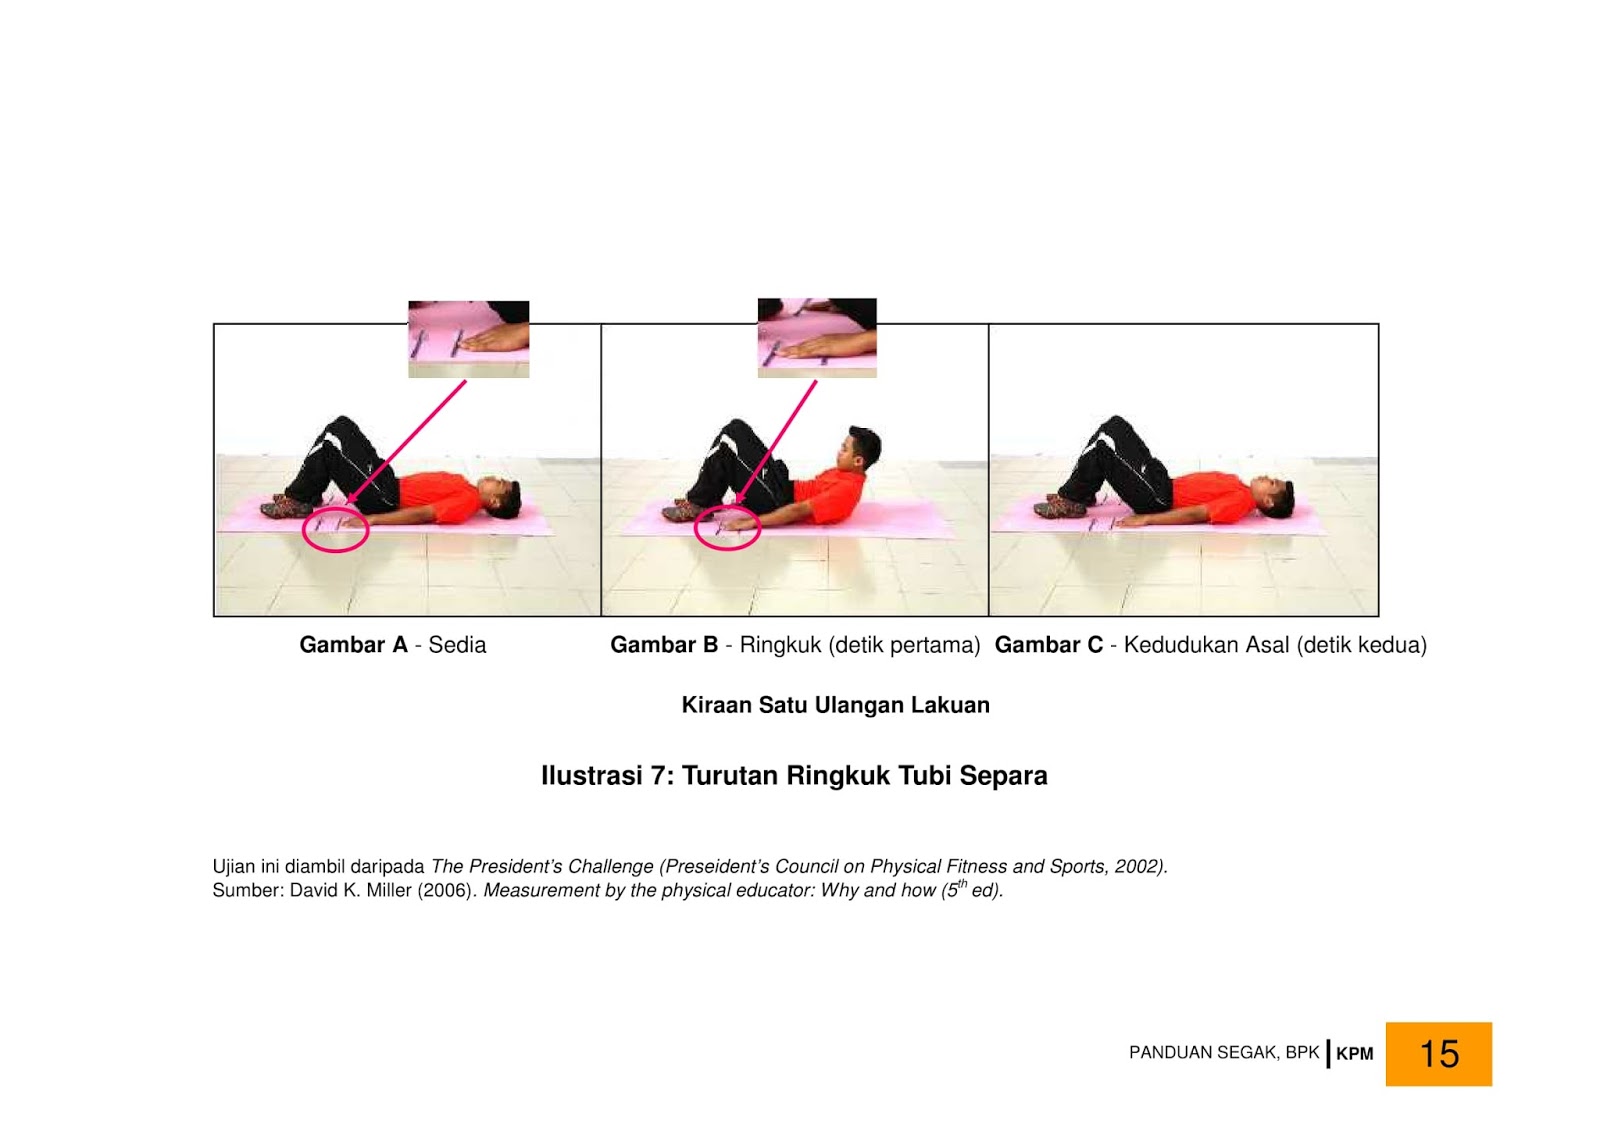 Gambar A - Sedia
Gambar B - Ringkuk (detik pertama)
Gambar C - Kedudukan Asal (detik kedua)
Kiraan Satu Ulangan Lakuan
Ilustrasi 7: Turutan Ringkuk Tubi Separa
Ujian ini diambil daripada The President’s Challenge (Preseident’s Council on Physical Fitness and Sports, 2002).
Sumber: David K. Miller (2006). Measurement by the physical educator: Why and how (5th ed).
PANDUAN SEGAK, BPK | KPM 15